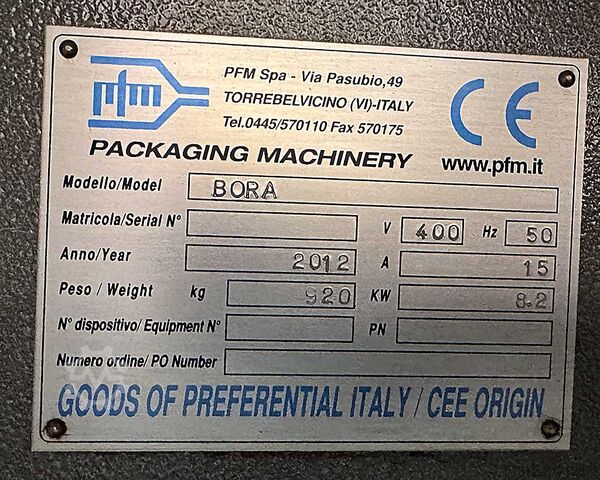 pfm
PFM Spa - Via Pasubio,49
TORREBELVICINO (VI)-ITALY
Tel.0445/570110 Fax 570175
CE
PACKAGING MACHINERY
www.pfm.it
Modello/Model BORA
Matricola/Serial N° V 400 Hz 50
Anno/Year 2012 A 15
Peso / Weight kg 920 KW 8.2
N° dispositivo/ Equipment N° PN
Numero ordine/ PO Number
GOODS OF PREFERENTIAL ITALY / CEE ORIGIN